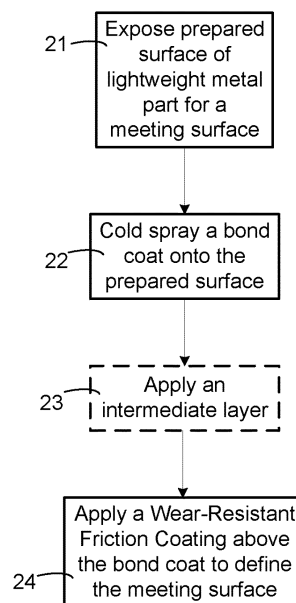 21
Expose prepared
surface of
lightweight metal
part for a
meeting surface
22
Cold spray a bond
coat onto the
prepared surface
23
Apply an
intermediate layer
24
Apply a Wear-Resistant
Friction Coating above
the bond coat to define
the meeting surface